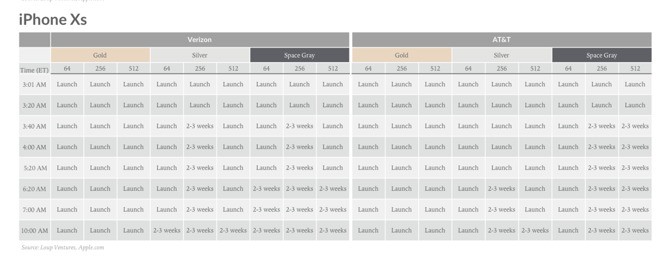 iPhone Xs
Verizon AT&T
Gold Silver Space Gray Gold Silver Space Gray
Time (ET) 64 256 512 64 256 512 64 256 512 64 256 512 64 256 512 64 256 512
3:01 AM Launch Launch Launch Launch Launch Launch Launch Launch Launch Launch Launch Launch Launch Launch Launch Launch Launch Launch
3:20 AM Launch Launch Launch Launch Launch Launch Launch Launch Launch Launch Launch Launch Launch Launch Launch Launch Launch Launch
3:40 AM Launch Launch Launch Launch 2-3 weeks Launch Launch 2-3 weeks Launch Launch Launch Launch Launch Launch Launch Launch 2-3 weeks 2-3 weeks
4:00 AM Launch Launch Launch Launch 2-3 weeks Launch Launch 2-3 weeks Launch Launch Launch Launch Launch Launch Launch Launch 2-3 weeks 2-3 weeks
5:20 AM Launch Launch Launch Launch 2-3 weeks Launch Launch 2-3 weeks Launch Launch Launch Launch Launch Launch Launch Launch 2-3 weeks 2-3 weeks
6:20 AM Launch Launch Launch Launch 2-3 weeks Launch 2-3 weeks 2-3 weeks 2-3 weeks Launch Launch Launch Launch 2-3 weeks Launch Launch 2-3 weeks 2-3 weeks
7:00 AM Launch Launch Launch Launch 2-3 weeks Launch 2-3 weeks 2-3 weeks 2-3 weeks Launch Launch Launch Launch 2-3 weeks Launch Launch 2-3 weeks 2-3 weeks
10:00 AM Launch Launch Launch 2-3 weeks 2-3 weeks 2-3 weeks 2-3 weeks 2-3 weeks 2-3 weeks Launch Launch Launch Launch 2-3 weeks 2-3 weeks Launch 2-3 weeks 2-3 weeks
Source: Loup Ventures, Apple.com